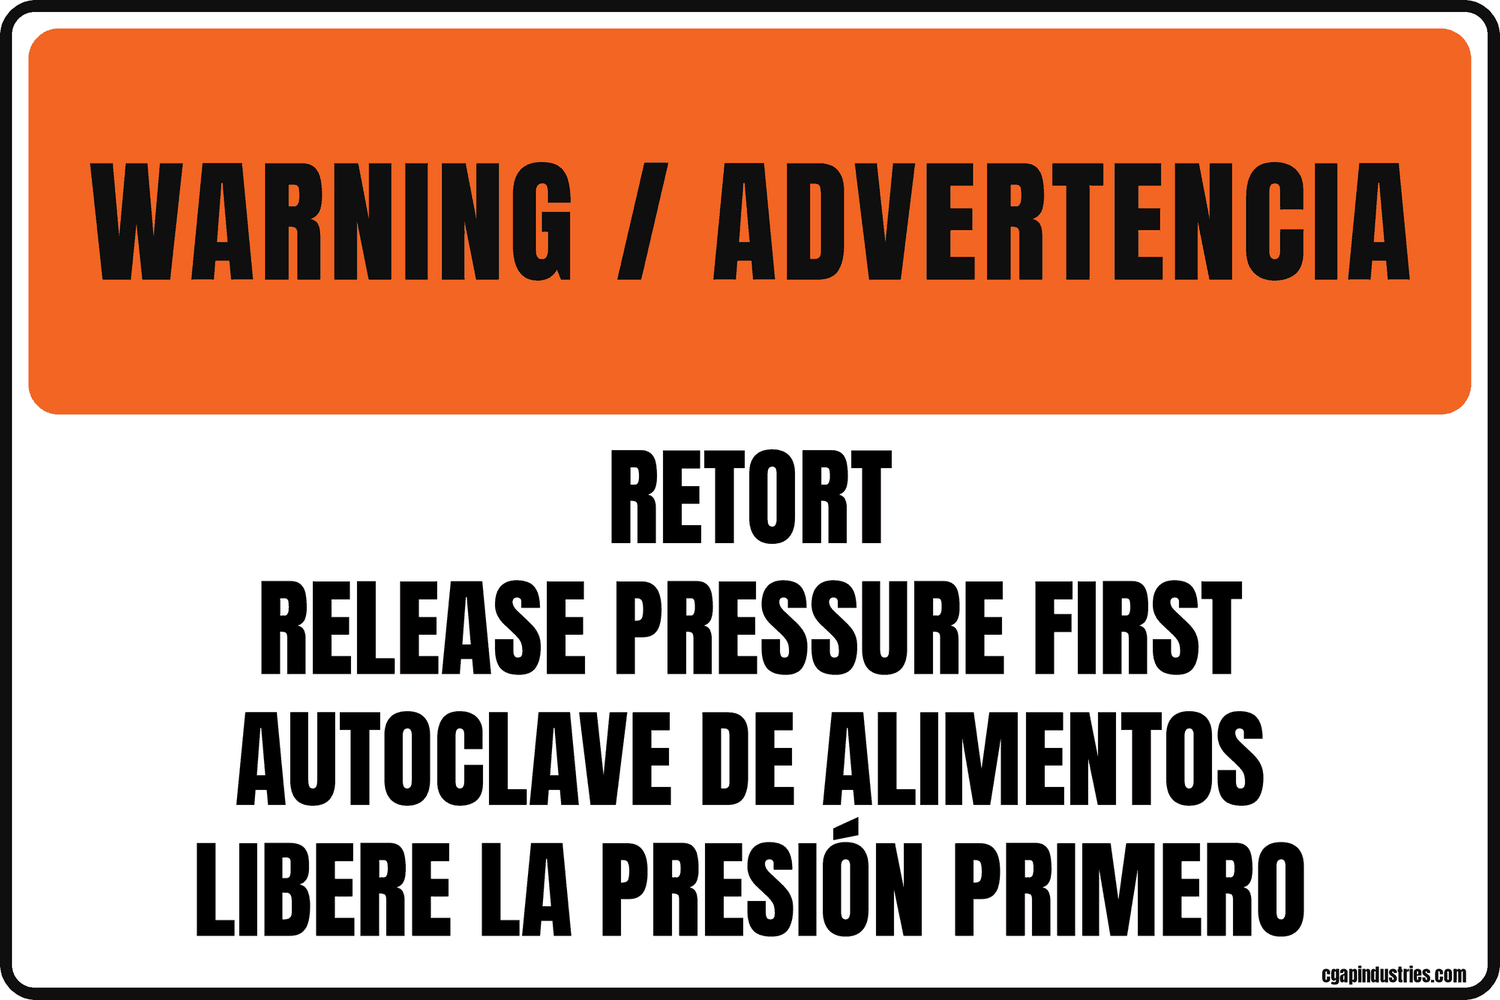 WARNING / ADVERTENCIA
RETORT
RELEASE PRESSURE FIRST
AUTOCLAVE DE ALIMENTOS
LIBERE LA PRESIÓN PRIMERO
cgapindustries.com